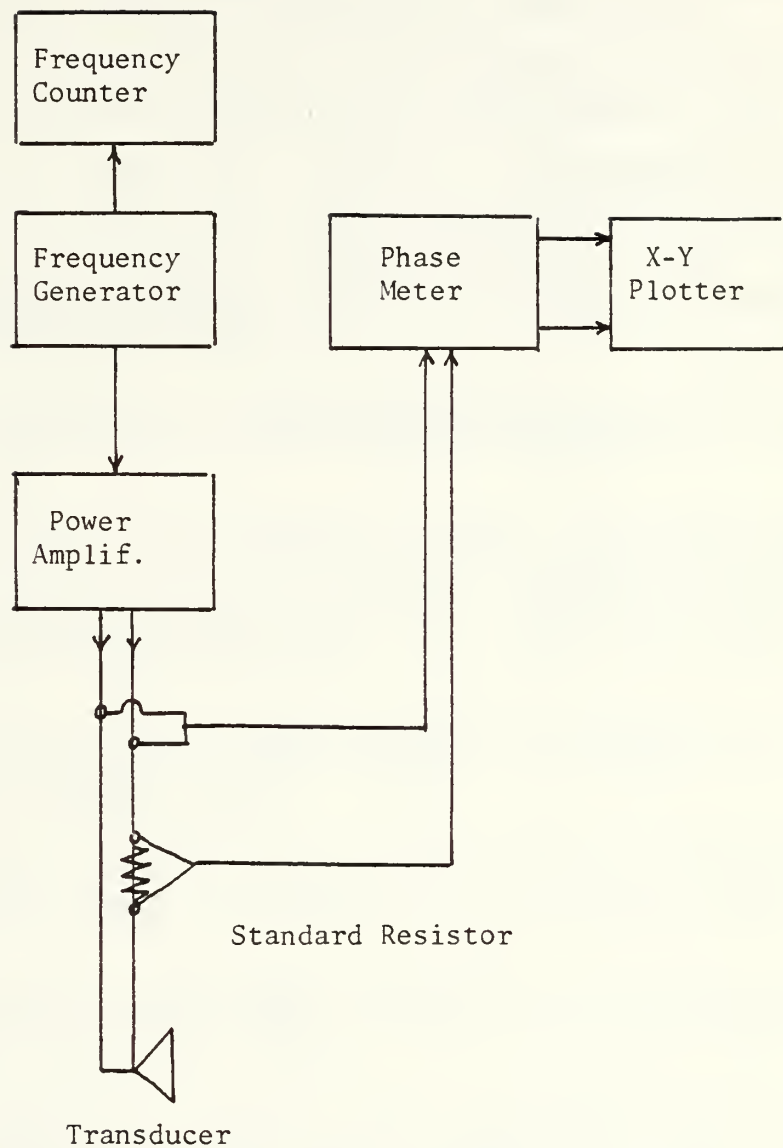 Frequency
Counter
Frequency
Generator
Phase
Meter
X-Y
Plotter
Power
Amplif.
Standard Resistor
Transducer